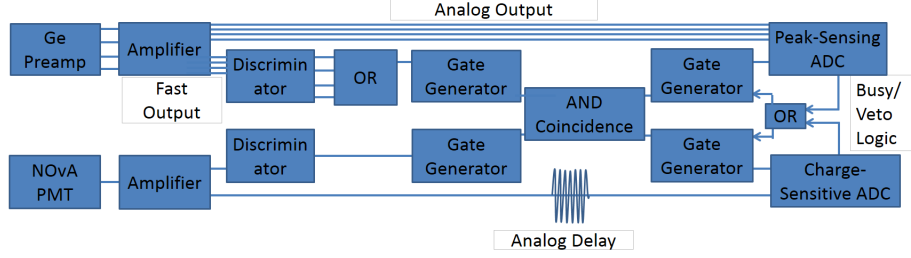 Analog Output
Ge
Preamp
Amplifier
Fast
Output
Discrimin
ator
OR
Gate
Generator
AND
Coincidence
Gate
Generator
Peak-Sensing
ADC
OR
Busy/
Veto
Logic
NOvA
PMT
Amplifier
Discrimin
ator
Gate
Generator
Gate
Generator
Charge-
Sensitive ADC
Analog Delay